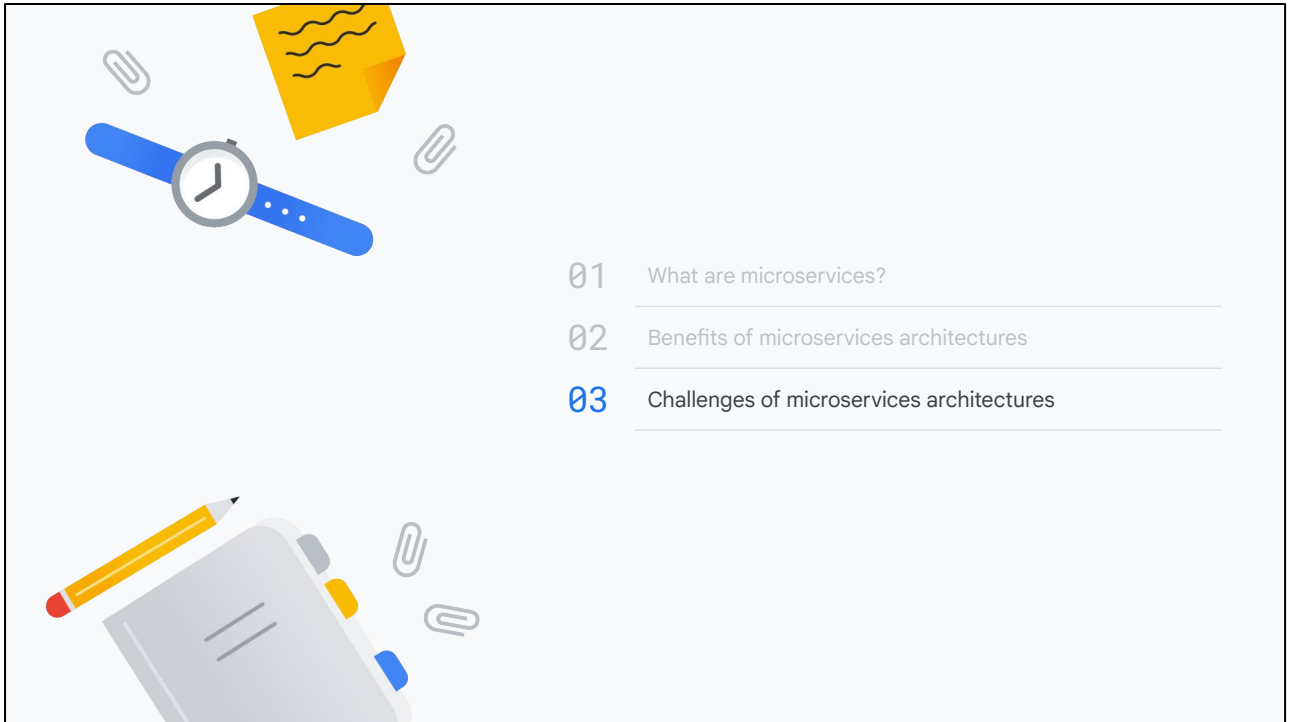 01 What are microservices?
02 Benefits of microservices architectures
03 Challenges of microservices architectures